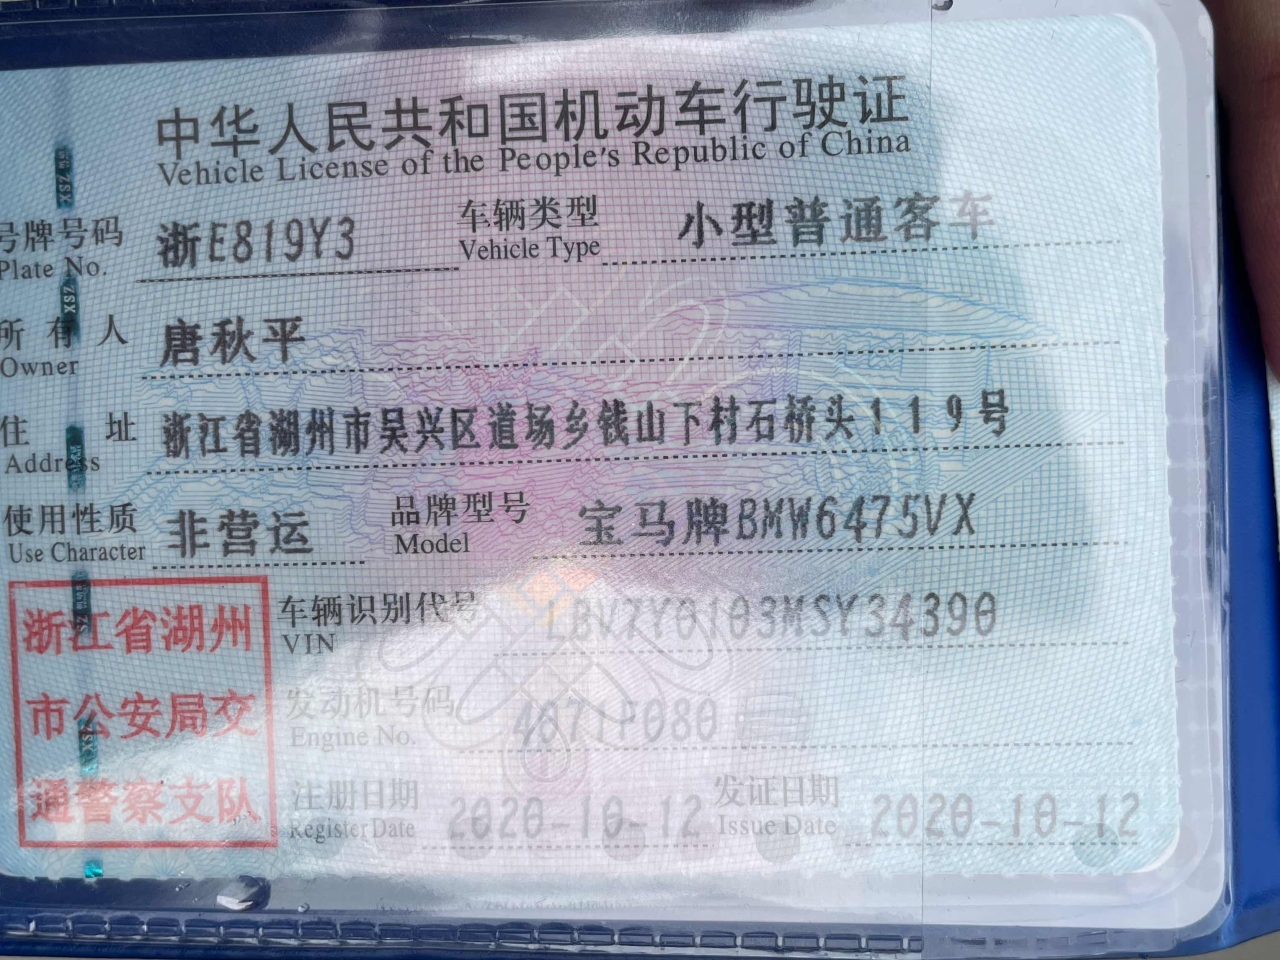 中华人民共和国机动车行驶证
Vehicle License of the People's Republic of China
号牌号码 浙E819Y3 车辆类型 小型普通客车
Plate No. Vehicle Type
所有人 唐秋平
Owner
住址 浙江省湖州市吴兴区道场乡钱山下村石桥头119号
Address
使用性质 非营运 品牌型号 宝马牌BMW6475VX
Use Character Model
浙江省湖州
市公安局交
通警察支队
车辆识别代号 LBV7Y0103MSY34390
VIN
发动机号码 4871F080
Engine No.
注册日期 2020-10-12 发证日期 2020-10-12
Register Date Issue Date
XSZ
XSZ
XSZ